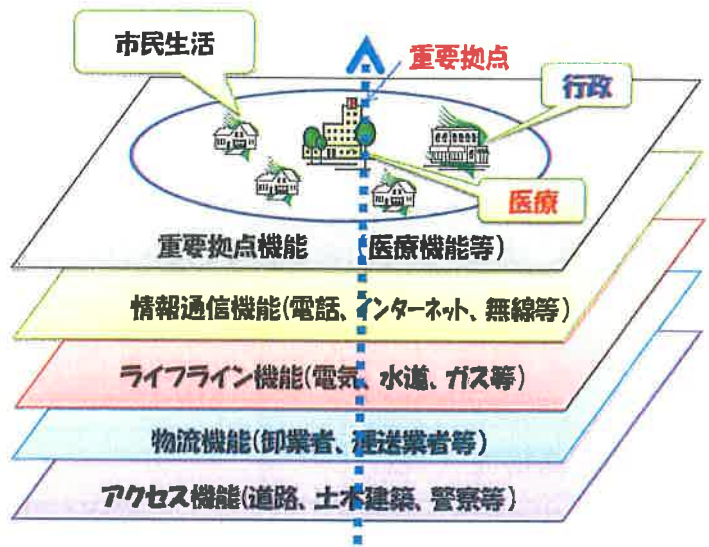 市民生活
重要拠点
行政
医療
重要拠点機能 (医療機能等)
情報通信機能(電話、インターネット、無線等)
ライフライン機能(電気、水道、ガス等)
物流機能(卸業者、運送業者等)
アクセス機能(道路、土木建築、警察等)